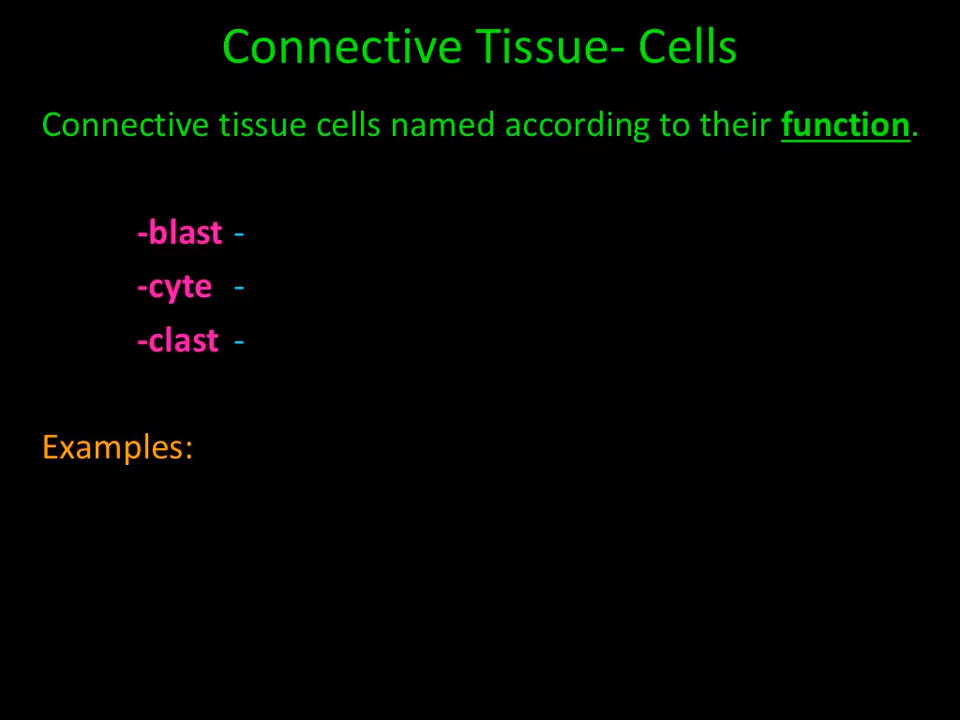 Connective Tissue- Cells
Connective tissue cells named according to their function.
-blast -
-cyte -
-clast -
Examples: